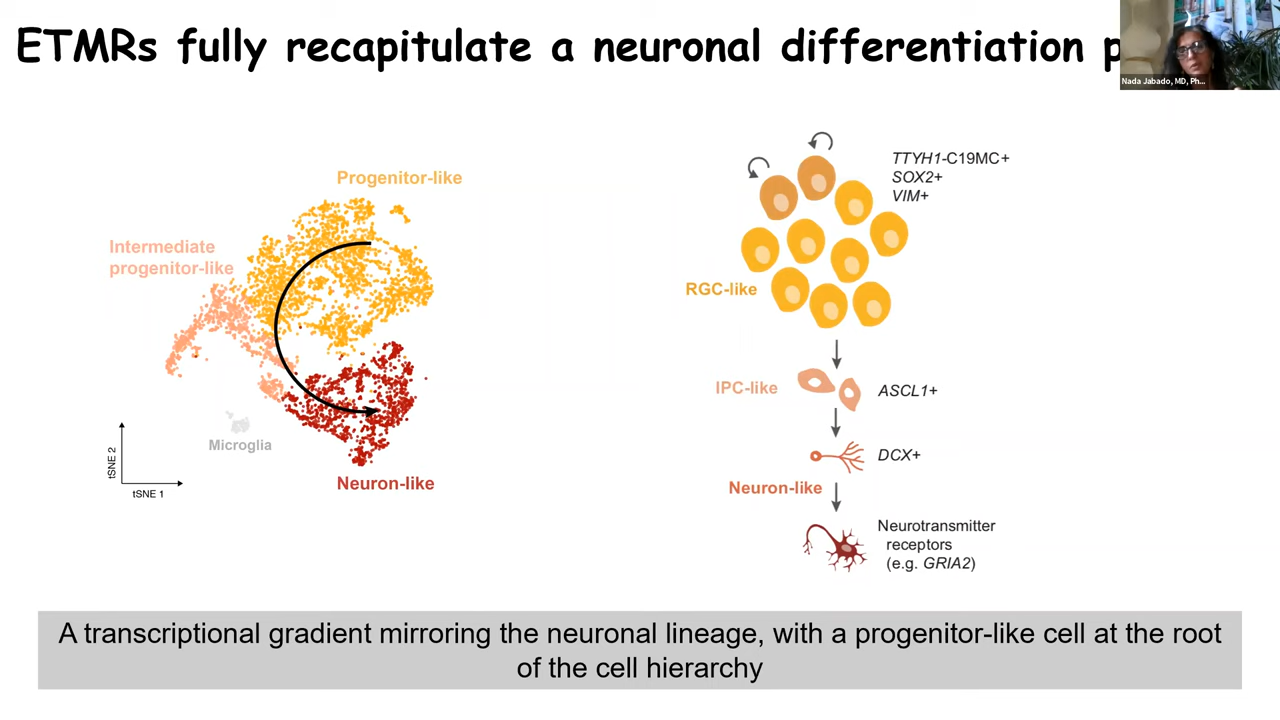 ETMRs fully recapitulate a neuronal differentiation
Nada Jabado, MD, Ph...
Progenitor-like
Intermediate
progenitor-like
Microglia
Neuron-like
tSNE 2
tSNE 1
TTYH1-C19MC+
SOX2+
VIM+
RGC-like
IPC-like
ASCL1+
DCX+
Neuron-like
Neurotransmitter
receptors
(e.g. GRIA2)
A transcriptional gradient mirroring the neuronal lineage, with a progenitor-like cell at the root
of the cell hierarchy